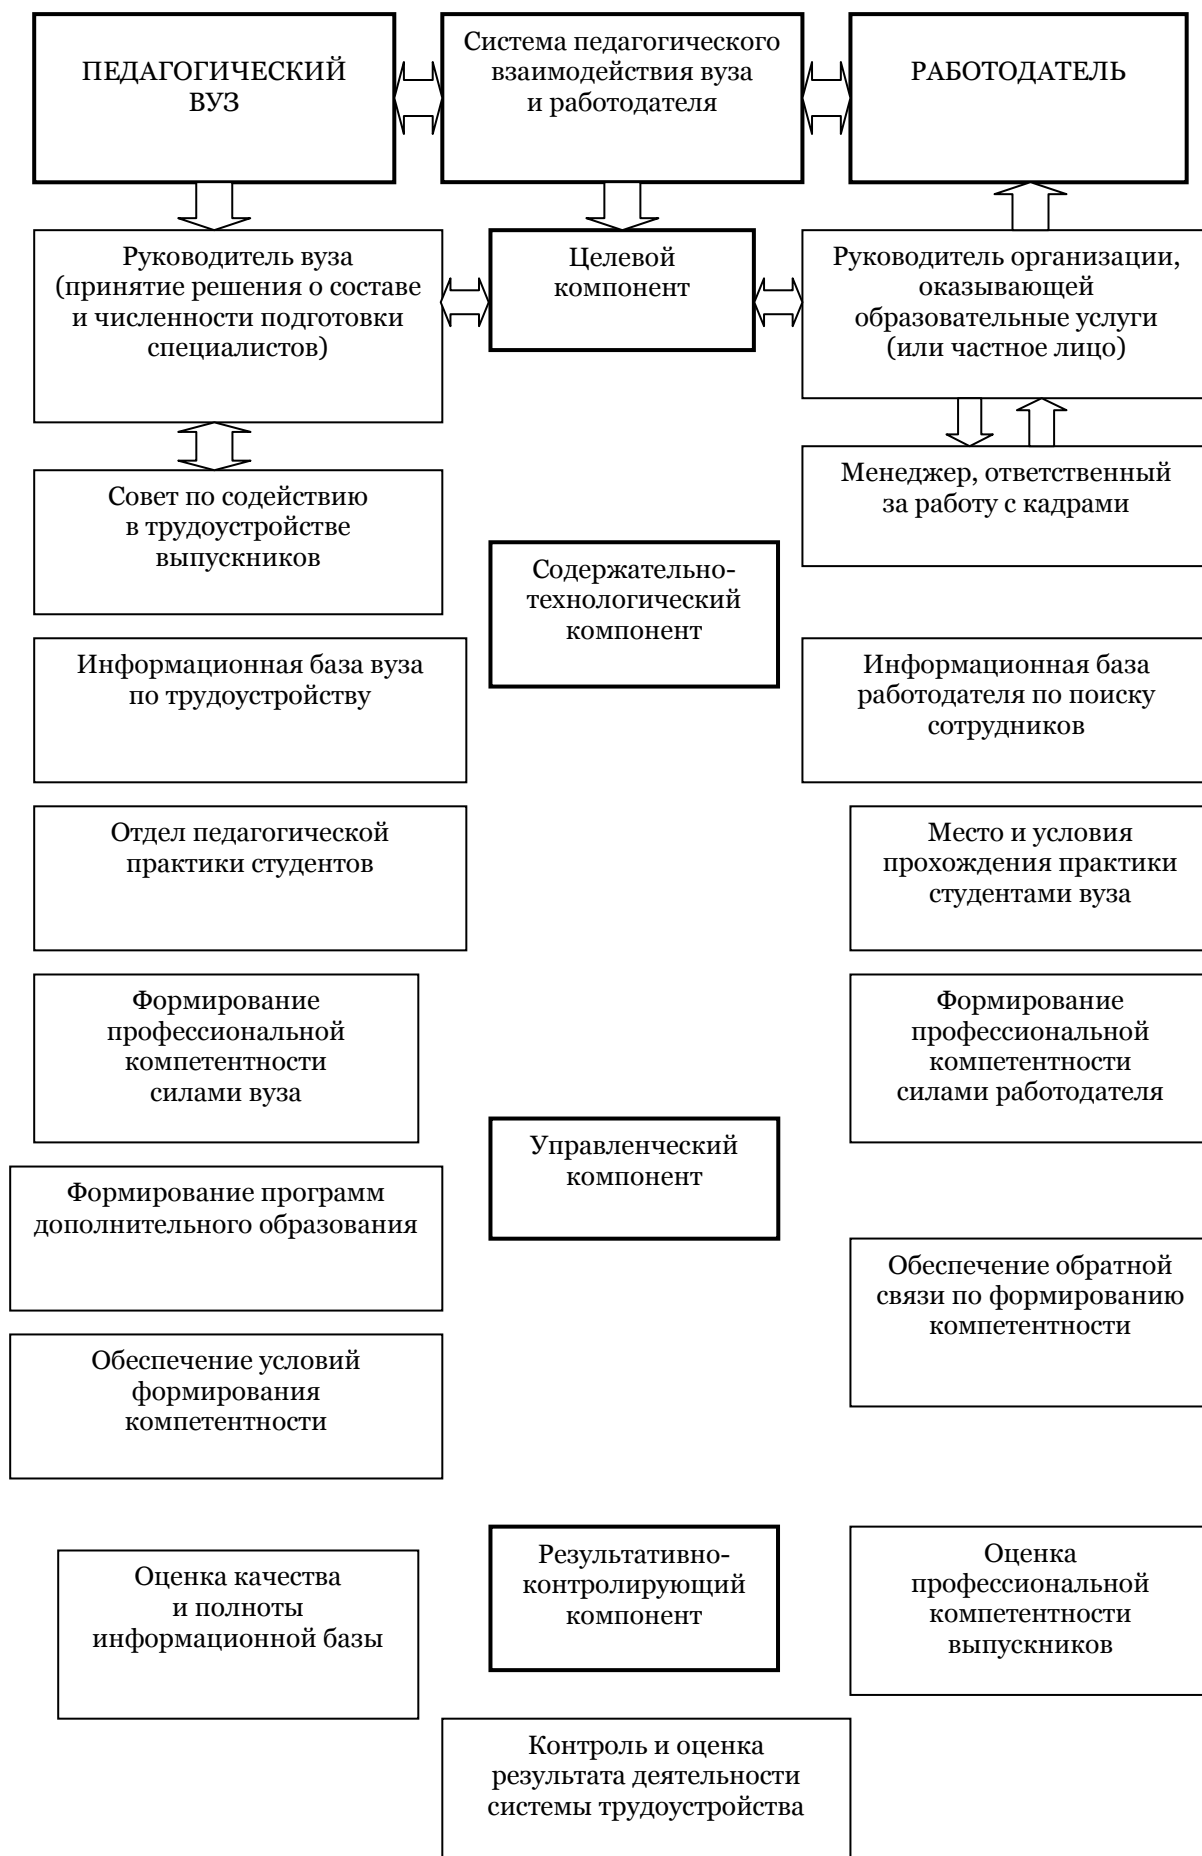 ПЕДАГОГИЧЕСКИЙ
ВУЗ
Система педагогического
взаимодействия вуза
и работодателя
РАБОТОДАТЕЛЬ
Руководитель вуза
(принятие решения о составе
и численности подготовки
специалистов)
Целевой
компонент
Руководитель организации,
оказывающей
образовательные услуги
(или частное лицо)
Совет по содействию
в трудоустройстве
выпускников
Менеджер, ответственный
за работу с кадрами
Содержательно-
технологический
компонент
Информационная база вуза
по трудоустройству
Информационная база
работодателя по поиску
сотрудников
Отдел педагогической
практики студентов
Место и условия
прохождения практики
студентами вуза
Формирование
профессиональной
компетентности
силами вуза
Формирование
профессиональной
компетентности
силами работодателя
Управленческий
компонент
Формирование программ
дополнительного образования
Обеспечение обратной
связи по формированию
компетентности
Обеспечение условий
формирования
компетентности
Оценка качества
и полноты
информационной базы
Результативно-
контролирующий
компонент
Оценка
профессиональной
компетентности
выпускников
Контроль и оценка
результата деятельности
системы трудоустройства